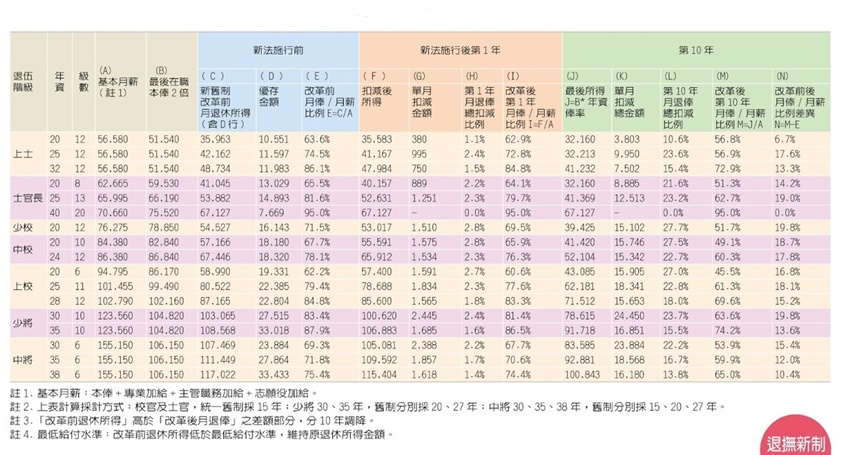 新法施行前 新法施行後第1年 第10年
退伍階級 年資 級數 (A)基本月薪(註1) (B)最後在職本俸2倍 (C)新舊制改革前月退休所得(含D行) (D)優存金額 (E)改革前月俸/月薪比例E=C/A (F)扣減後所得 (G)單月扣減金額 (H)第1年月退俸總扣減比例 (I)改革後第1年月俸/月薪比例I=F/A (J)最後所得J=B*年資俸率 (K)單月扣減總額 (L)第10年月退俸總扣減比例 (M)改革後第10年月俸/月薪比例M=J/A (N)改革前後月俸/月薪比例差異N=M-E
上士 20 12 56.580 51.540 35.963 10.551 63.6% 35.583 380 1.1% 62.9% 32.160 3.803 10.6% 56.8% 6.7%
25 12 56.580 51.540 42.162 11.597 74.5% 41.167 995 2.4% 72.8% 32.213 9.950 23.6% 56.9% 17.6%
32 12 56.580 51.540 48.734 11.983 86.1% 47.984 750 1.5% 84.8% 41.232 7.502 15.4% 72.9% 13.3%
士官長 20 8 62.665 59.530 41.045 13.029 65.5% 40.157 889 2.2% 64.1% 32.160 8.885 21.6% 51.3% 14.2%
25 13 65.995 66.190 53.882 14.893 81.6% 52.631 1.251 2.3% 79.7% 41.369 12.513 23.2% 62.7% 19.0%
40 20 70.660 75.520 67.127 7.669 95.0% 67.127 － 0.0% 95.0% 67.127 － 0.0% 95.0% 0.0%
少校 20 12 76.275 78.850 54.527 16.143 71.5% 53.017 1.510 2.8% 69.5% 39.425 15.102 27.7% 51.7% 19.8%
中校 20 10 84.380 82.840 57.166 18.180 67.7% 55.591 1.575 2.8% 65.9% 41.420 15.746 27.5% 49.1% 18.7%
24 12 86.380 86.840 67.446 18.320 78.1% 65.912 1.534 2.3% 76.3% 52.104 15.342 22.7% 60.3% 17.8%
上校 20 6 94.795 86.170 58.990 19.331 62.2% 57.400 1.591 2.7% 60.6% 43.085 15.905 27.0% 45.5% 16.8%
25 11 101.455 99.490 80.522 22.385 79.4% 78.688 1.834 2.3% 77.6% 62.181 18.341 22.8% 61.3% 18.1%
28 12 102.790 102.160 87.165 22.804 84.8% 85.600 1.565 1.8% 83.3% 71.512 15.653 18.0% 69.6% 15.2%
少將 30 10 123.560 104.820 103.065 27.515 83.4% 100.620 2.445 2.4% 81.4% 78.615 24.450 23.7% 63.6% 19.8%
35 10 123.560 104.820 108.568 33.018 87.9% 106.883 1.685 1.6% 86.5% 91.718 16.851 15.5% 74.2% 13.6%
中將 30 6 155.150 106.150 107.469 23.884 69.3% 105.081 2.388 2.2% 67.7% 83.585 23.884 22.2% 53.9% 15.4%
35 6 155.150 106.150 111.449 27.864 71.8% 109.592 1.857 1.7% 70.6% 92.881 18.568 16.7% 59.9% 12.0%
38 6 155.150 106.150 117.022 33.437 75.4% 115.404 1.618 1.4% 74.4% 100.843 16.180 13.8% 65.0% 10.4%
註1. 基本月薪：本俸+專業加給+主管職務加給+志願役加給。
註2. 上表計算採計方式：校官及士官，統一舊制採15年；少將30、35年，舊制分別採20、27年；中將30、35、38年，舊制分別採15、20、27年。
註3.「改革前退休所得」高於「改革後月退俸」之差額部分，分10年調降。
註4. 最低給付水準：改革前退休所得低於最低給付水準，維持原退休所得金額。
退撫新制